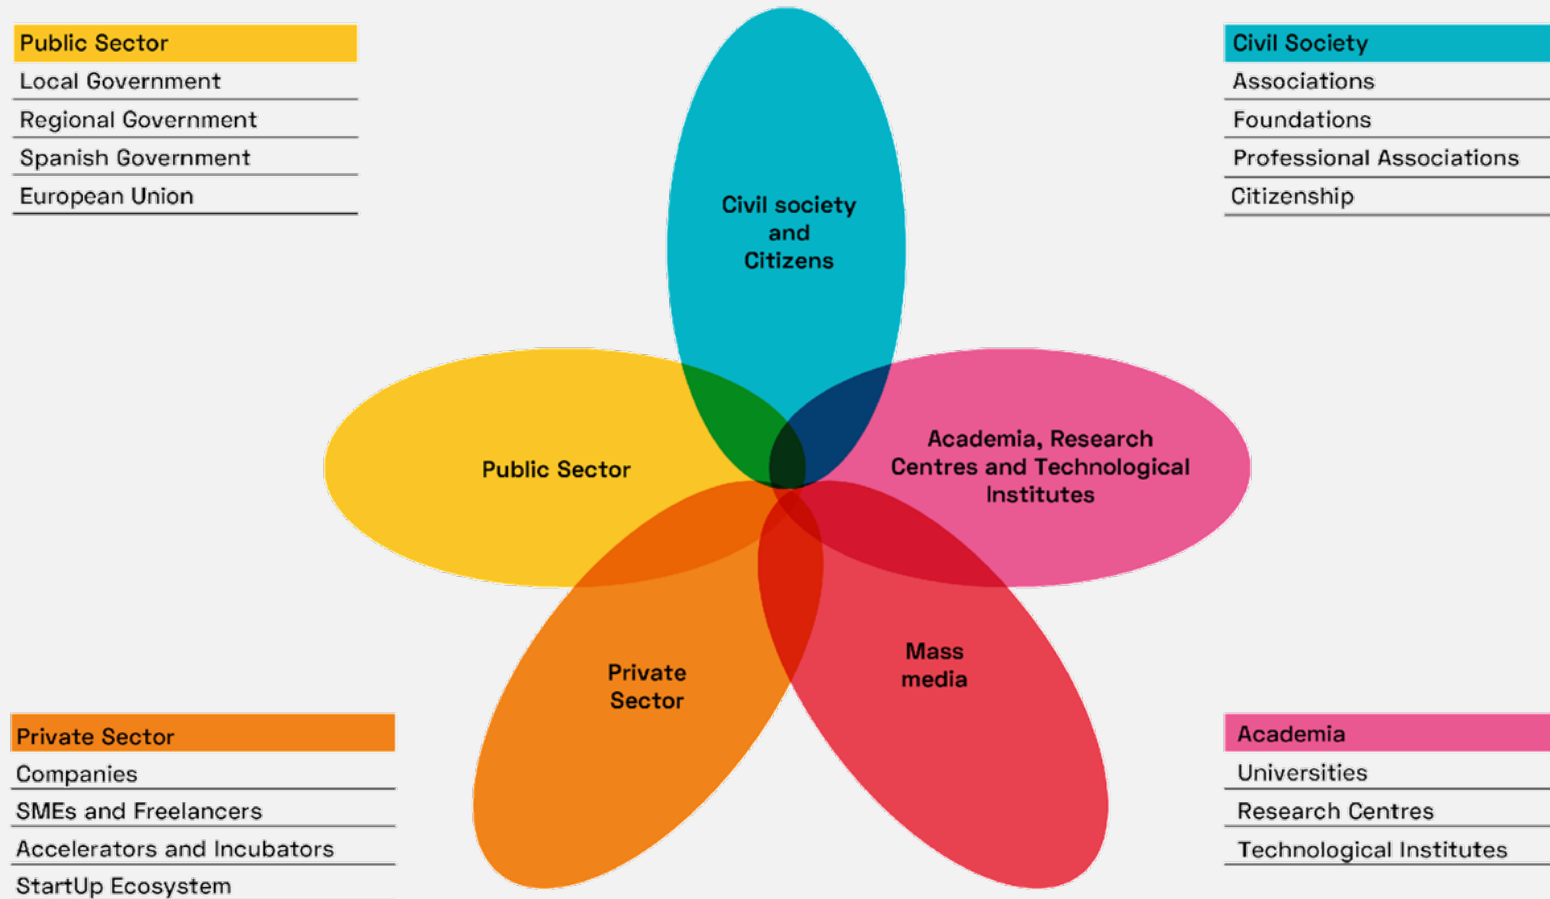 Public Sector
Local Government
Regional Government
Spanish Government
European Union
Civil Society
Associations
Foundations
Professional Associations
Citizenship
Civil society
and
Citizens
Public Sector
Academia, Research
Centres and Technological
Institutes
Private
Sector
Mass
media
Private Sector
Companies
SMEs and Freelancers
Accelerators and Incubators
StartUp Ecosystem
Academia
Universities
Research Centres
Technological Institutes